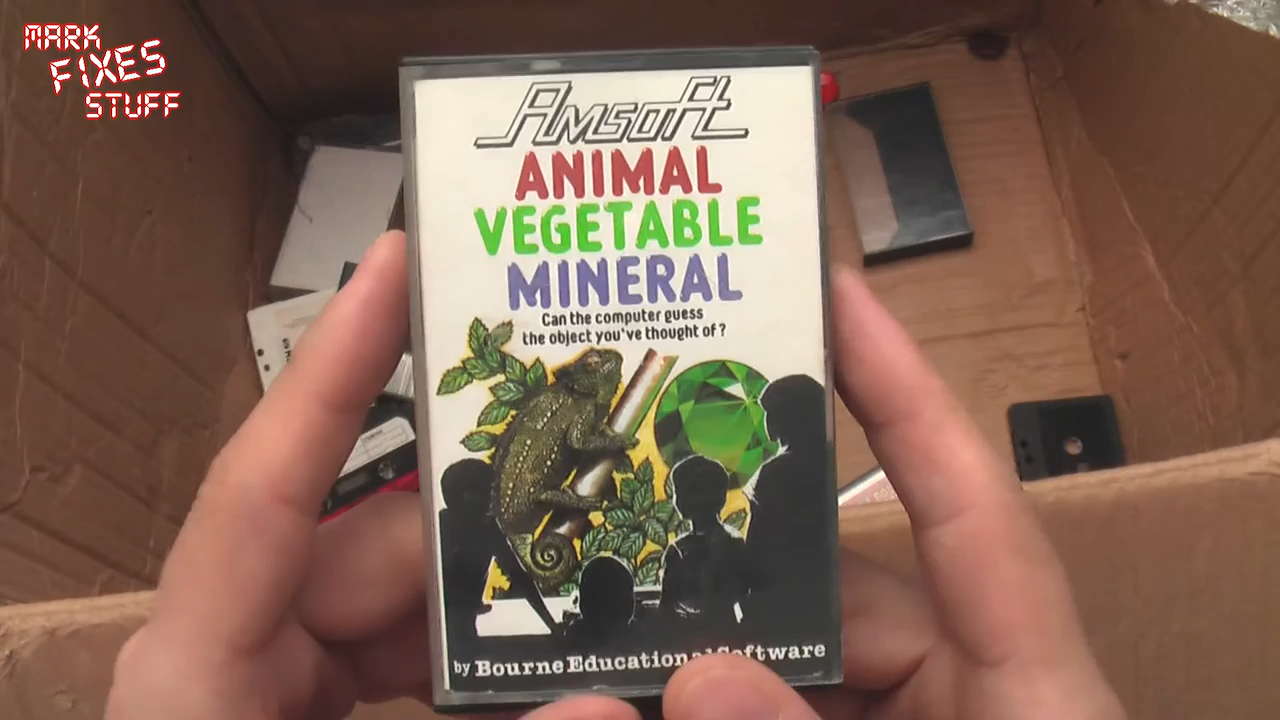 MARK
FIXES
STUFF
Amsoft
ANIMAL
VEGETABLE
MINERAL
Can the computer guess
the object you've thought of?
by Bourne Educational Software